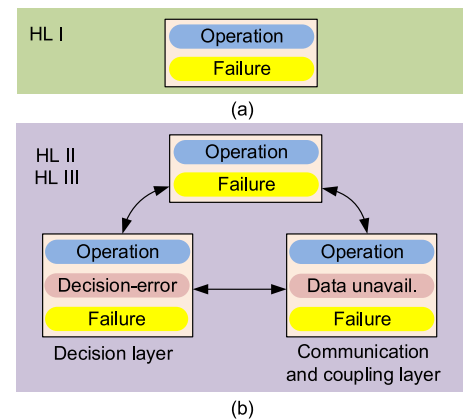 HL I
Operation
Failure
(a)
HL II
HL III
Operation
Failure
Operation
Decision-error
Failure
Decision layer
Operation
Data unavail.
Failure
Communication
and coupling layer
(b)